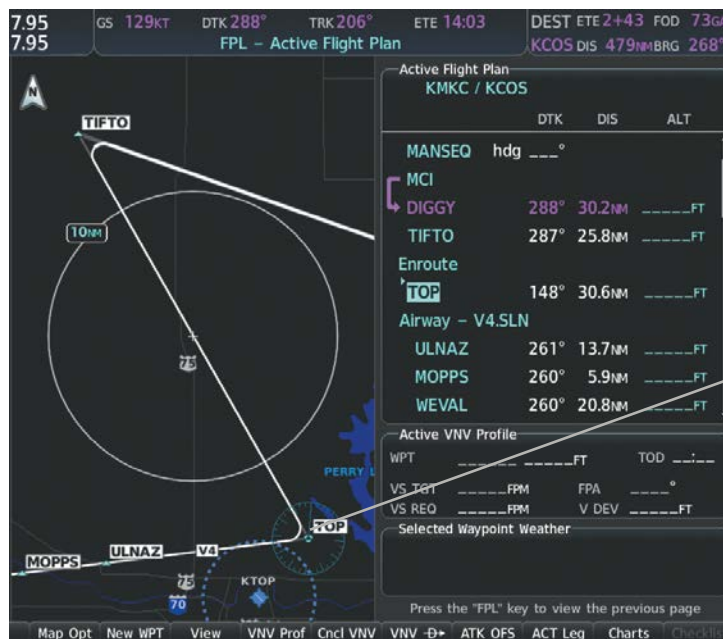 7.95 GS 129KT DTK 288° TRK 206° ETE 14:03 DEST ETE 2+43 FOD 73GA
7.95 FPL – Active Flight Plan KCOS DIS 479NM BRG 268°
N
TIFTO
10NM
75
PERRY L
TOP
MOPPS ULNAZ V4
75 KTOP
70
Active Flight Plan
KMKC / KCOS
DTK DIS ALT
MANSEQ hdg ___°
MCI
DIGGY 288° 30.2NM _____FT
TIFTO 287° 25.8NM _____FT
Enroute
TOP 148° 30.6NM _____FT
Airway – V4.SLN
ULNAZ 261° 13.7NM _____FT
MOPPS 260° 5.9NM _____FT
WEVAL 260° 20.8NM _____FT
Active VNV Profile
WPT ______ _____FT TOD __:__
VS TGT _____FPM FPA ____°
VS REQ _____FPM V DEV _____FT
Selected Waypoint Weather
Press the "FPL" key to view the previous page
Map Opt New WPT View VNV Prof Cncl VNV VNV D→ ATK OFS ACT Leg Charts Checkli